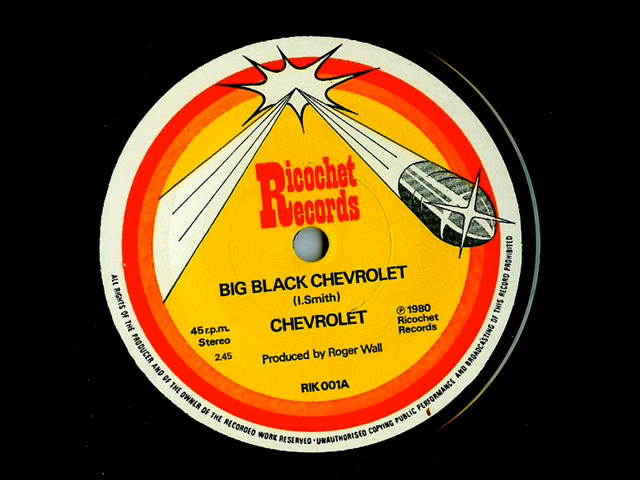 Ricochet
Records
BIG BLACK CHEVROLET
(I.Smith)
CHEVROLET
45 r.p.m.
Stereo
2.45
℗ 1980
Ricochet
Records
Produced by Roger Wall
RIK 001A
ALL RIGHTS OF THE PRODUCER AND OF THE OWNER OF THE RECORDED WORK RESERVED · UNAUTHORISED COPYING PUBLIC PERFORMANCE AND BROADCASTING OF THIS RECORD PROHIBITED